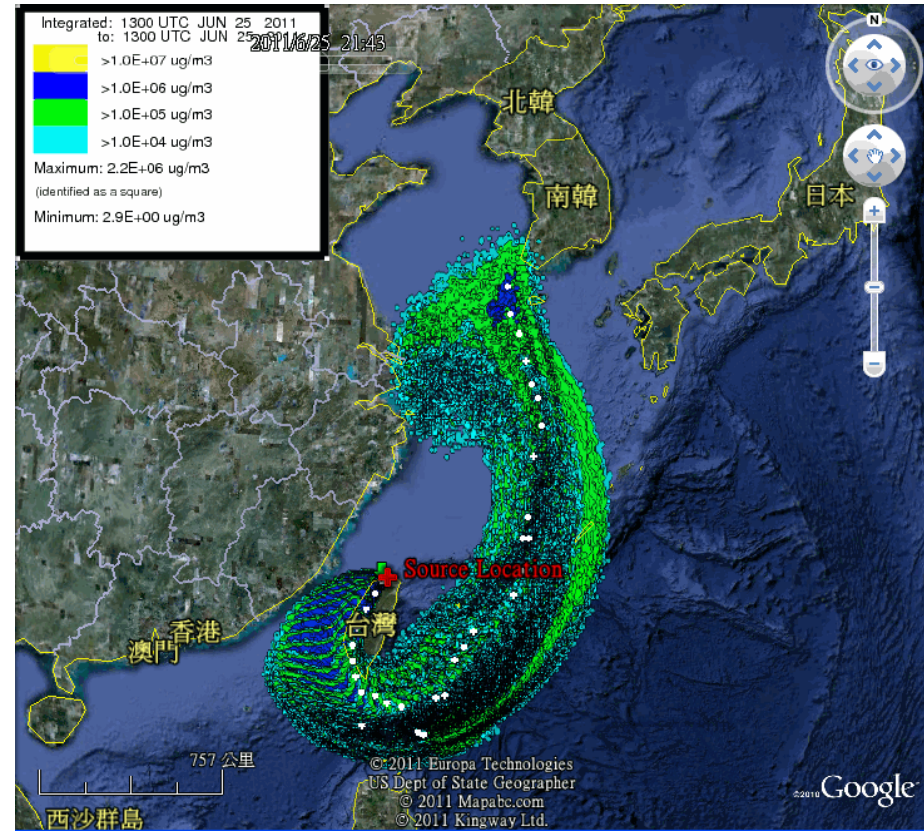 Integrated: 1300 UTC JUN 25 2011
to: 1300 UTC JUN 25 2011
2011/6/25 21:43
>1.0E+07 ug/m3
>1.0E+06 ug/m3
>1.0E+05 ug/m3
>1.0E+04 ug/m3
Maximum: 2.2E+06 ug/m3
(identified as a square)
Minimum: 2.9E+00 ug/m3
N
北韓
南韓
日本
Source Location
台灣
香港
澳門
757 公里
© 2011 Europa Technologies
US Dept of State Geographer
© 2011 Mapabc.com
© 2011 Kingway Ltd.
©2010 Google
西沙群島